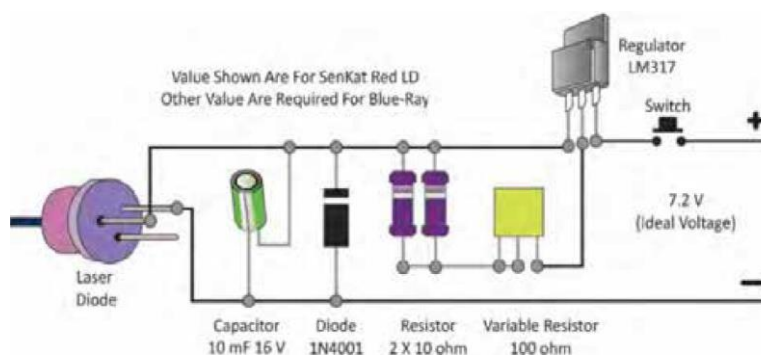 Value Shown Are For SenKat Red LD
Other Value Are Required For Blue-Ray
Regulator
LM317
Switch
+
7.2 V
(Ideal Voltage)
-
Laser
Diode
Capacitor
10 mF 16 V
Diode
1N4001
Resistor
2 X 10 ohm
Variable Resistor
100 ohm